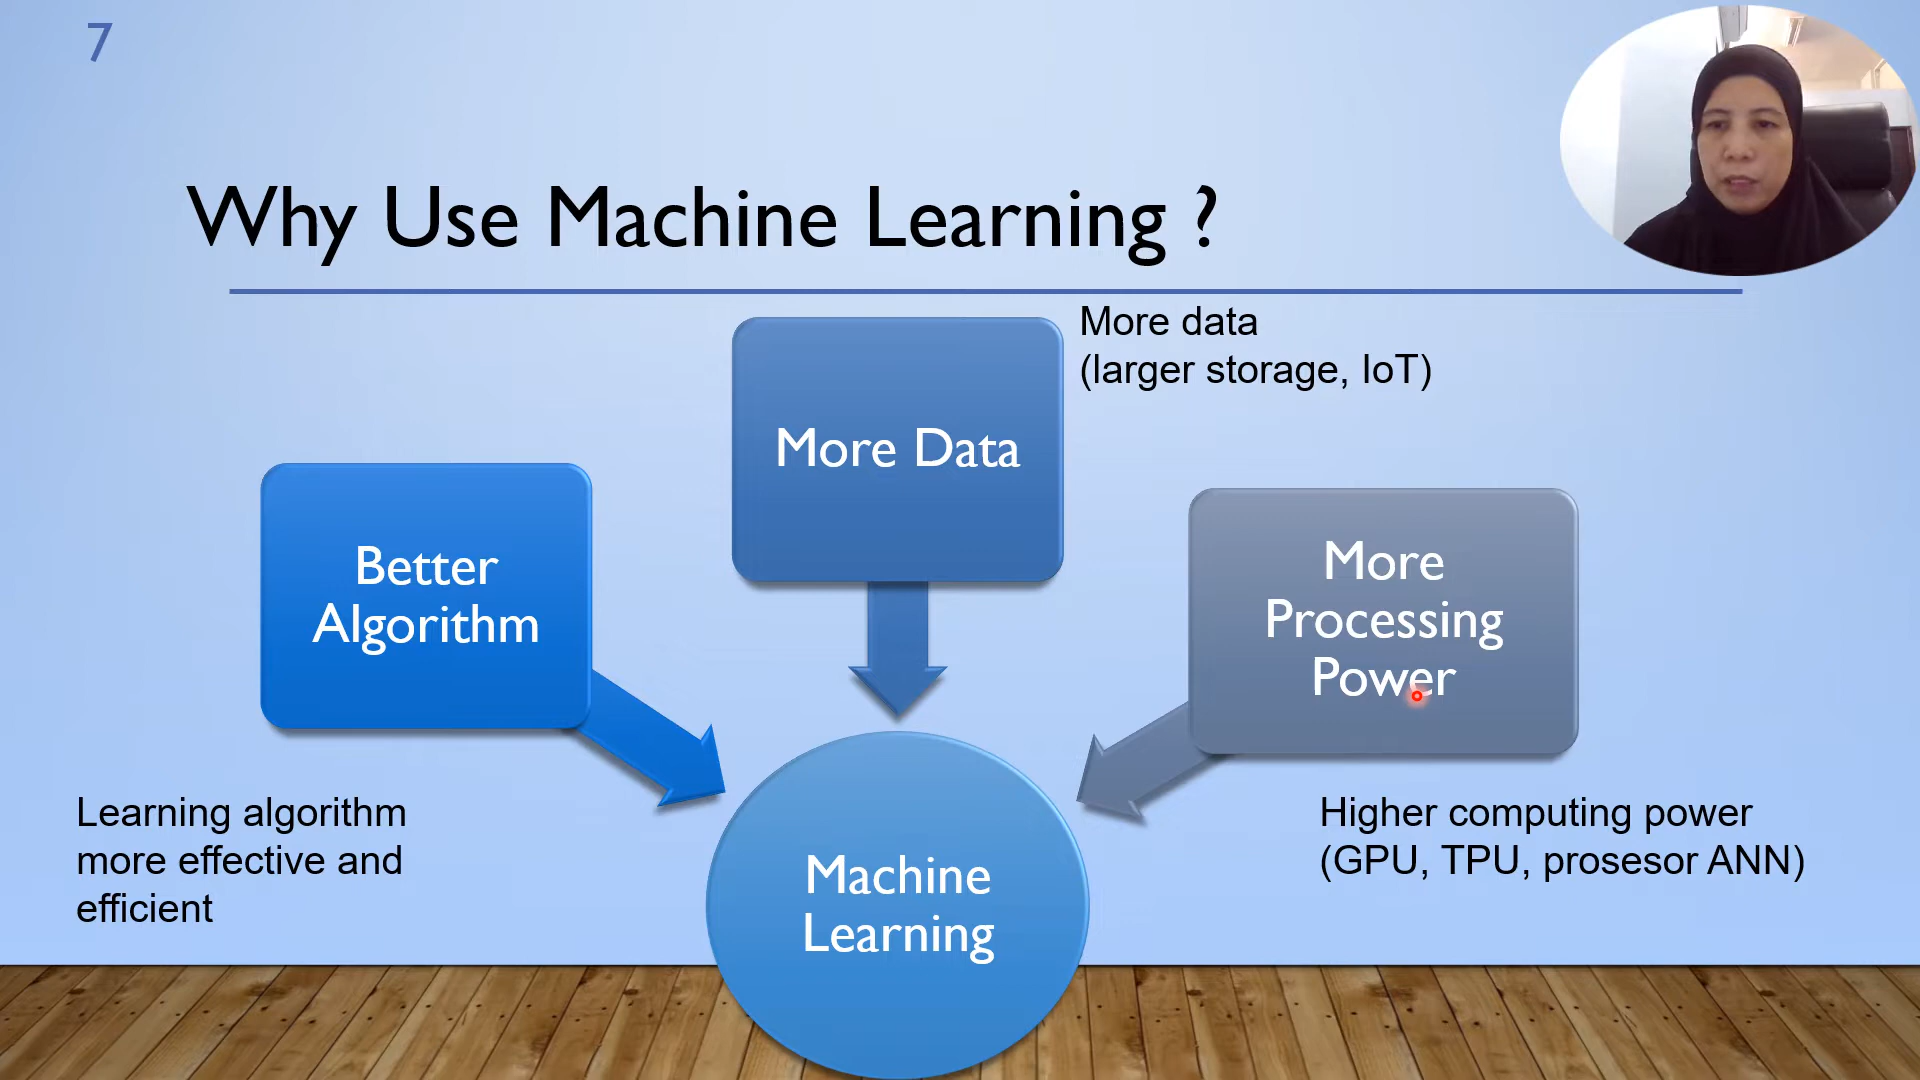 7
Why Use Machine Learning ?
More data
(larger storage, IoT)
More Data
Better
Algorithm
More
Processing
Power
Learning algorithm
more effective and
efficient
Higher computing power
(GPU, TPU, prosesor ANN)
Machine
Learning